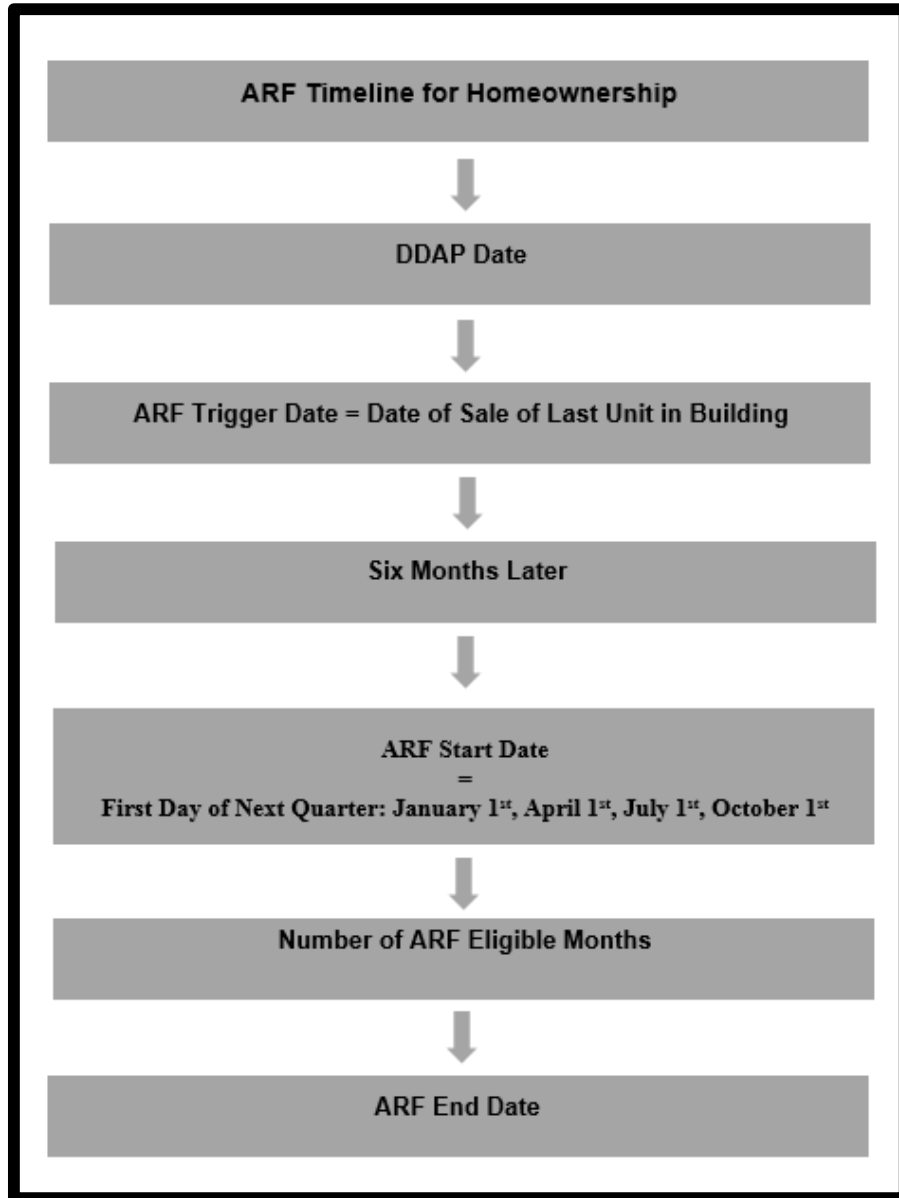 ARF Timeline for Homeownership
DDAP Date
ARF Trigger Date = Date of Sale of Last Unit in Building
Six Months Later
ARF Start Date
=
First Day of Next Quarter: January 1st, April 1st, July 1st, October 1st
Number of ARF Eligible Months
ARF End Date